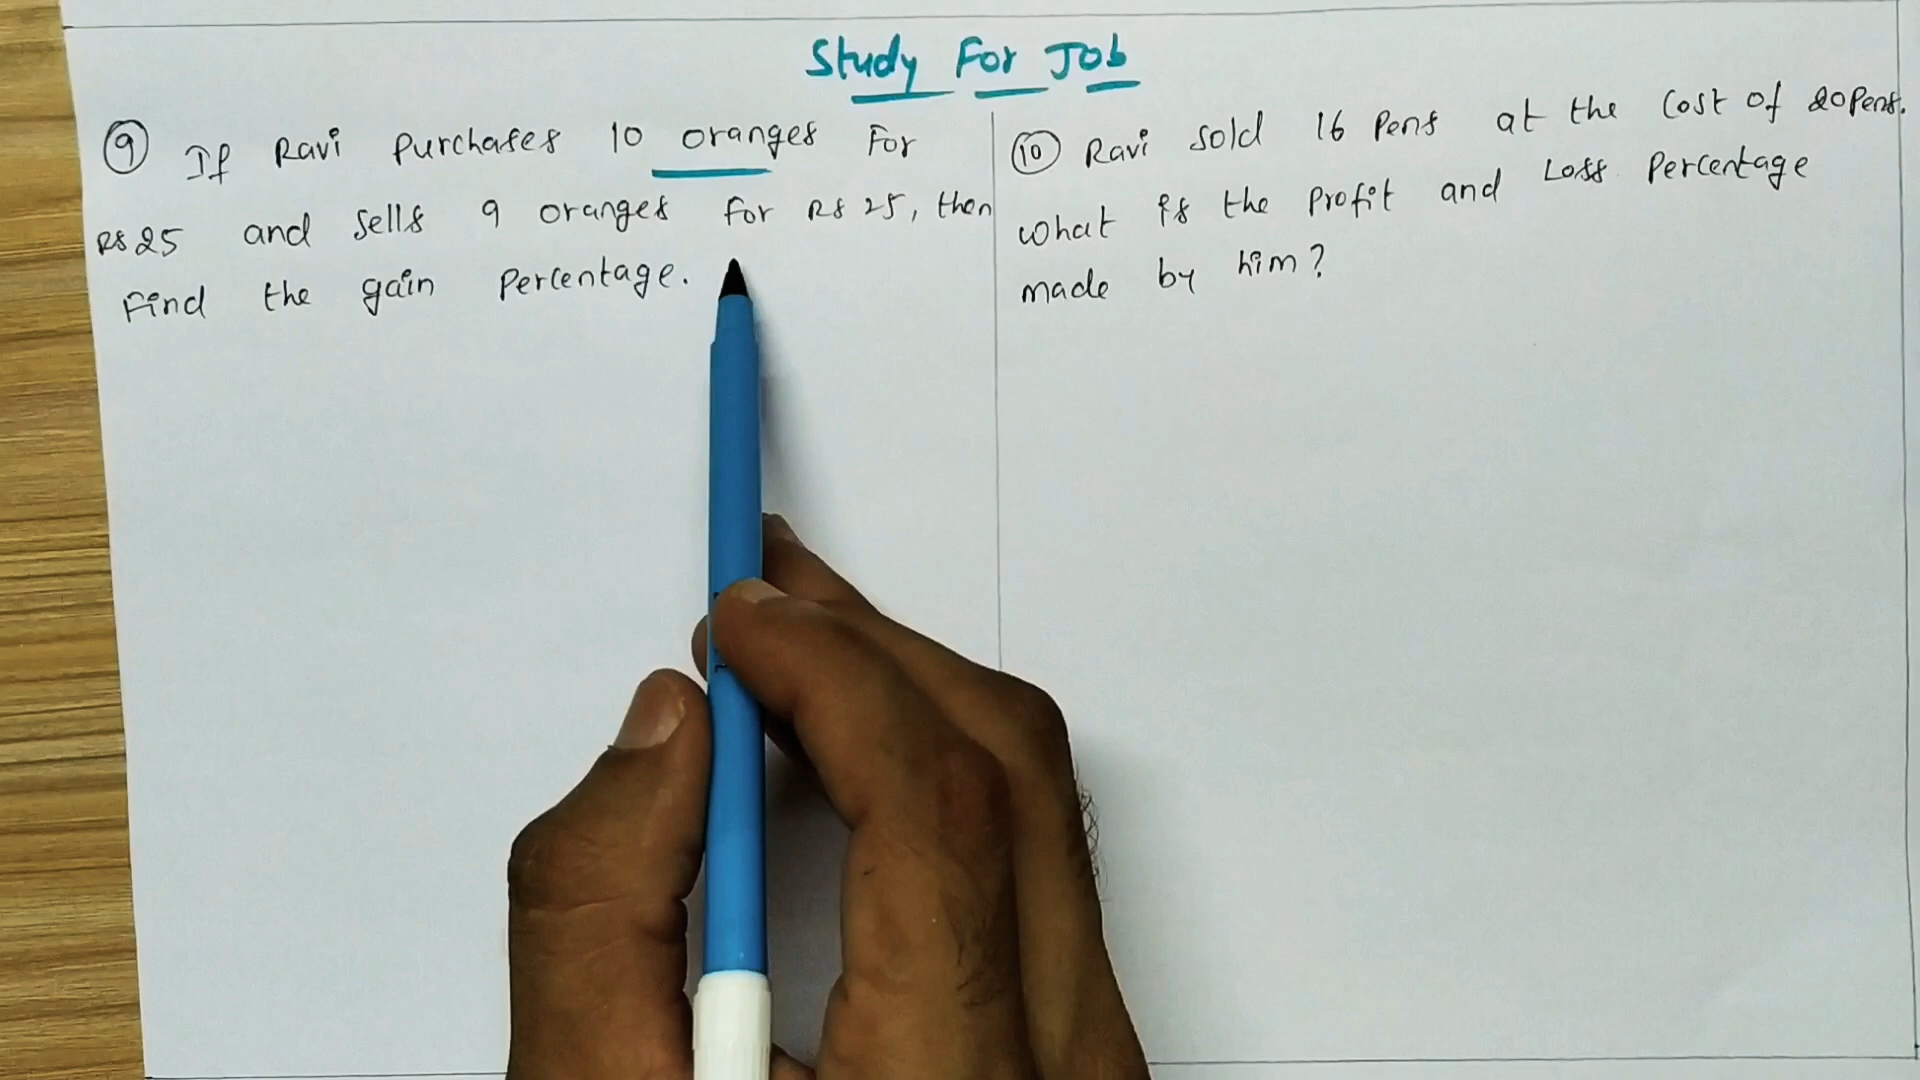 Study For Job
9 If Ravi Purchases 10 oranges For
Rs 25 and sells 9 oranges for Rs 25, then
Find the gain Percentage.
10 Ravi sold 16 Pens at the Cost of 20 Pens.
What is the Profit and Loss Percentage
made by him?